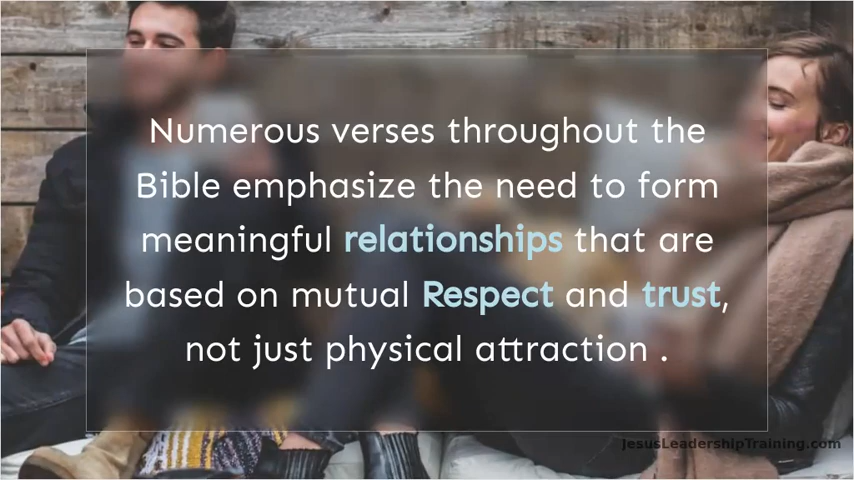 Numerous verses throughout the
Bible emphasize the need to form
meaningful relationships that are
based on mutual Respect and trust,
not just physical attraction .
JesusLeadershipTraining.com